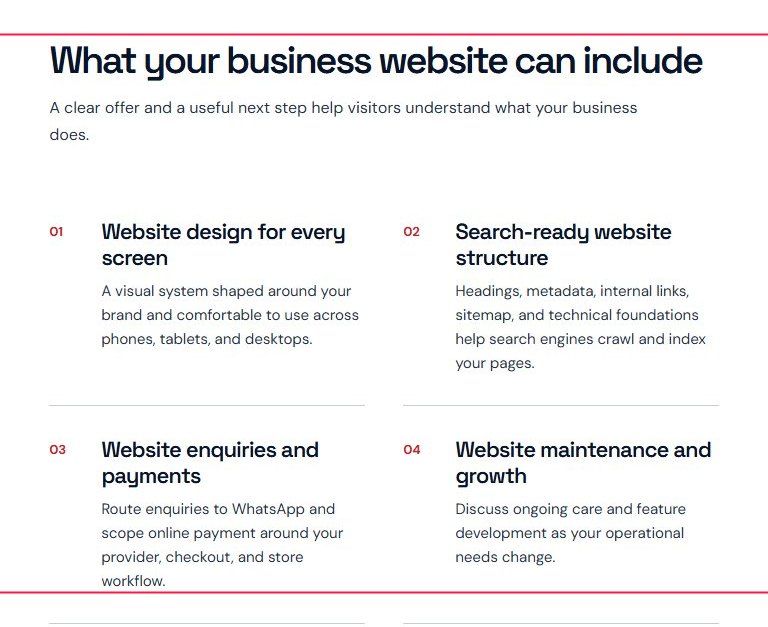 What your business website can include
A clear offer and a useful next step help visitors understand what your business
does.
01
Website design for every
screen
A visual system shaped around your
brand and comfortable to use across
phones, tablets, and desktops.
02
Search-ready website
structure
Headings, metadata, internal links,
sitemap, and technical foundations
help search engines crawl and index
your pages.
03
Website enquiries and
payments
Route enquiries to WhatsApp and
scope online payment around your
provider, checkout, and store
workflow.
04
Website maintenance and
growth
Discuss ongoing care and feature
development as your operational
needs change.